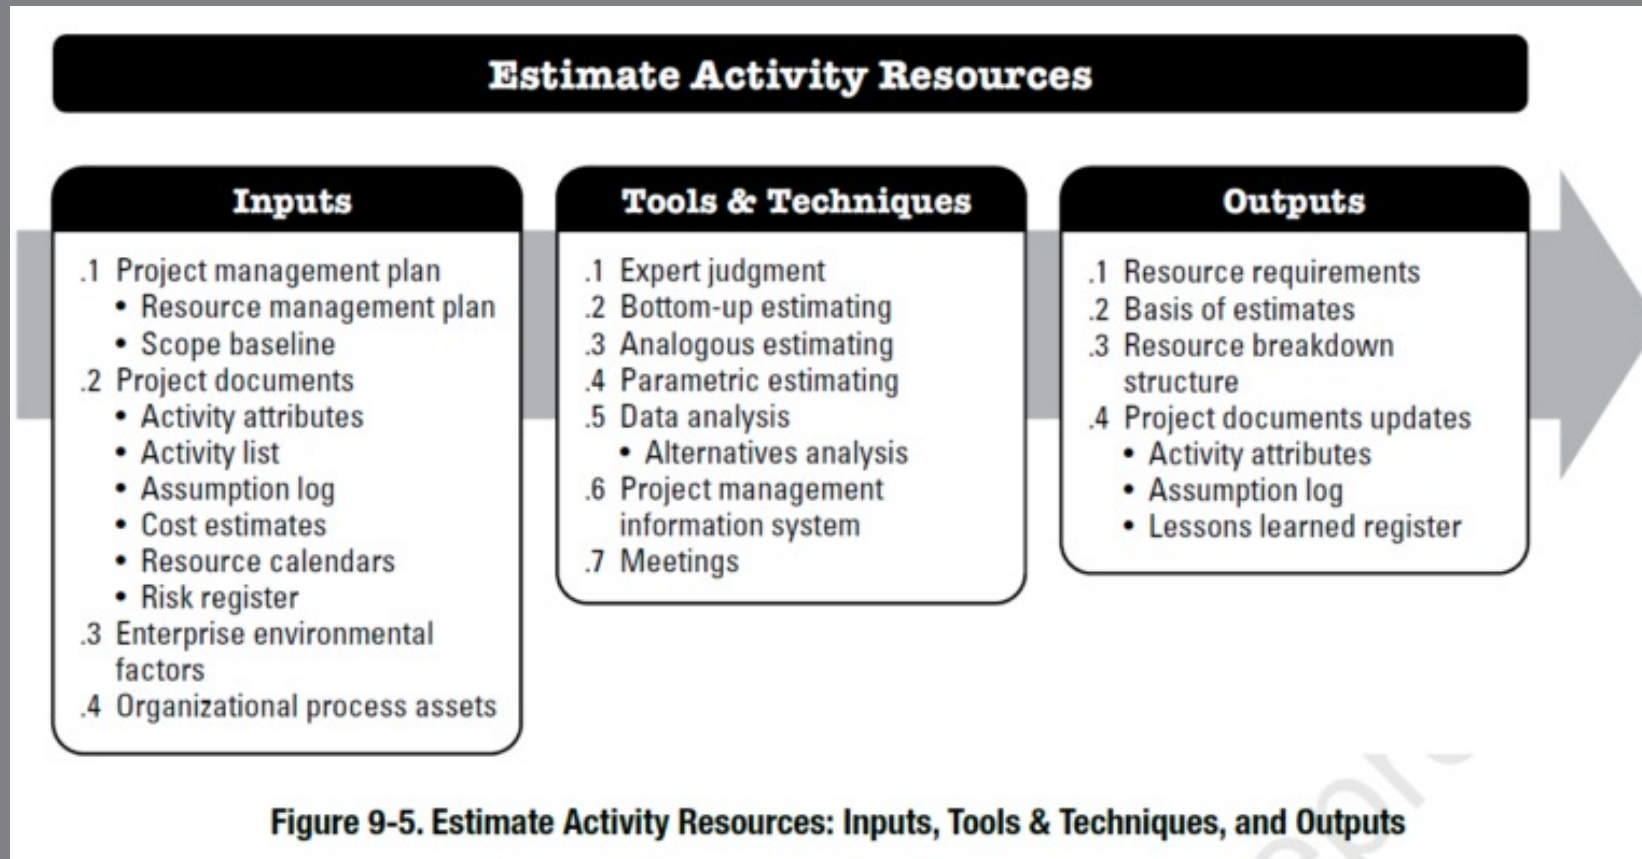 Estimate Activity Resources
Inputs
.1 Project management plan
• Resource management plan
• Scope baseline
.2 Project documents
• Activity attributes
• Activity list
• Assumption log
• Cost estimates
• Resource calendars
• Risk register
.3 Enterprise environmental
factors
.4 Organizational process assets
Tools & Techniques
.1 Expert judgment
.2 Bottom-up estimating
.3 Analogous estimating
.4 Parametric estimating
.5 Data analysis
• Alternatives analysis
.6 Project management
information system
.7 Meetings
Outputs
.1 Resource requirements
.2 Basis of estimates
.3 Resource breakdown
structure
.4 Project documents updates
• Activity attributes
• Assumption log
• Lessons learned register
Figure 9-5. Estimate Activity Resources: Inputs, Tools & Techniques, and Outputs